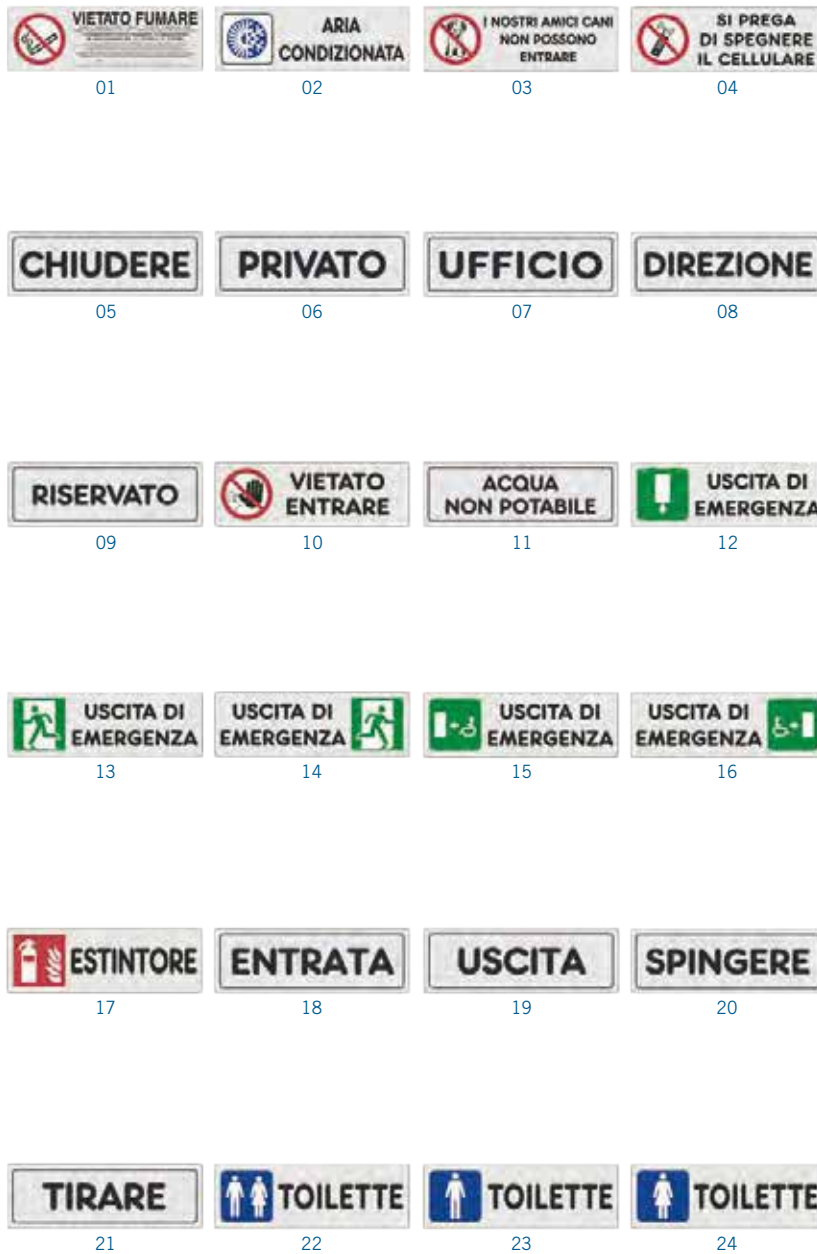 VIETATO FUMARE
01
ARIA
CONDIZIONATA
02
I NOSTRI AMICI CANI
NON POSSONO
ENTRARE
03
SI PREGA
DI SPEGNERE
IL CELLULARE
04
CHIUDERE
05
PRIVATO
06
UFFICIO
07
DIREZIONE
08
RISERVATO
09
VIETATO
ENTRARE
10
ACQUA
NON POTABILE
11
USCITA DI
EMERGENZA
12
USCITA DI
EMERGENZA
13
USCITA DI
EMERGENZA
14
USCITA DI
EMERGENZA
15
USCITA DI
EMERGENZA
16
ESTINTORE
17
ENTRATA
18
USCITA
19
SPINGERE
20
TIRARE
21
TOILETTE
22
TOILETTE
23
TOILETTE
24